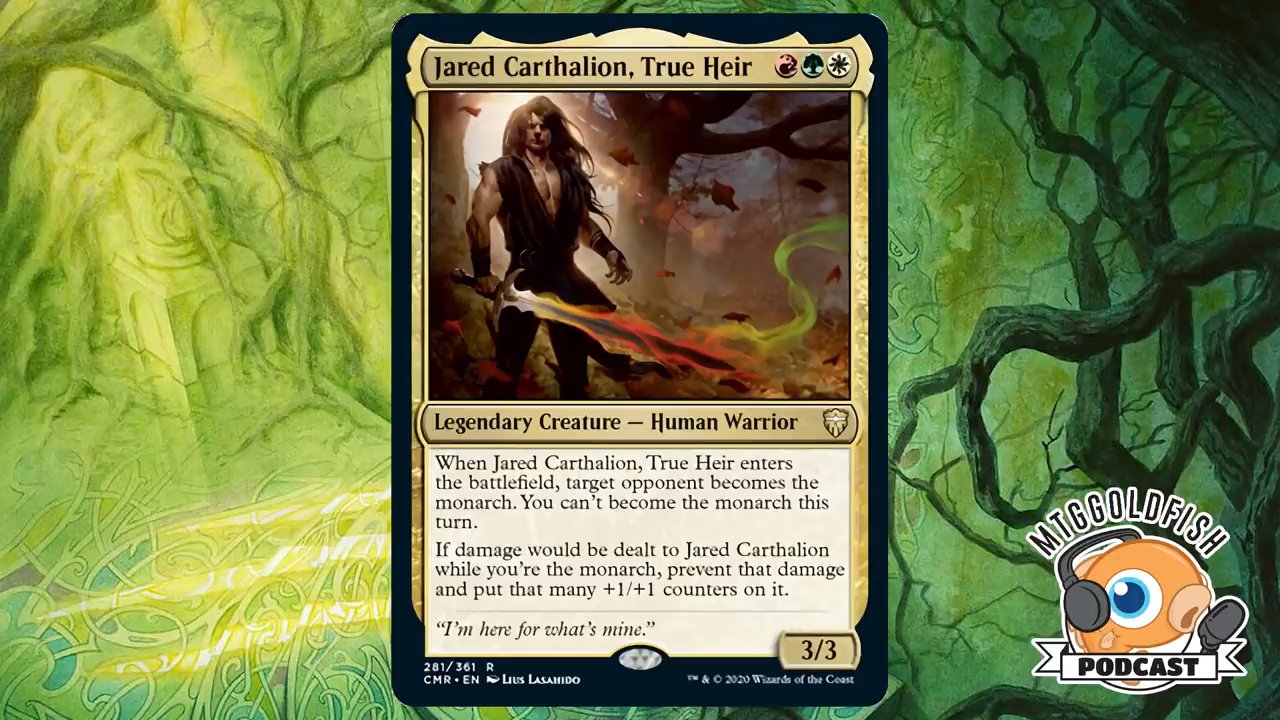 Jared Carthalion, True Heir
Legendary Creature — Human Warrior
When Jared Carthalion, True Heir enters
the battlefield, target opponent becomes the
monarch. You can't become the monarch this
turn.
If damage would be dealt to Jared Carthalion
while you're the monarch, prevent that damage
and put that many +1/+1 counters on it.
"I'm here for what's mine."
3/3
281/361 R
CMR • EN Lius Lasahido
™ & © 2020 Wizards of the Coast
MTGGOLDFISH
PODCAST